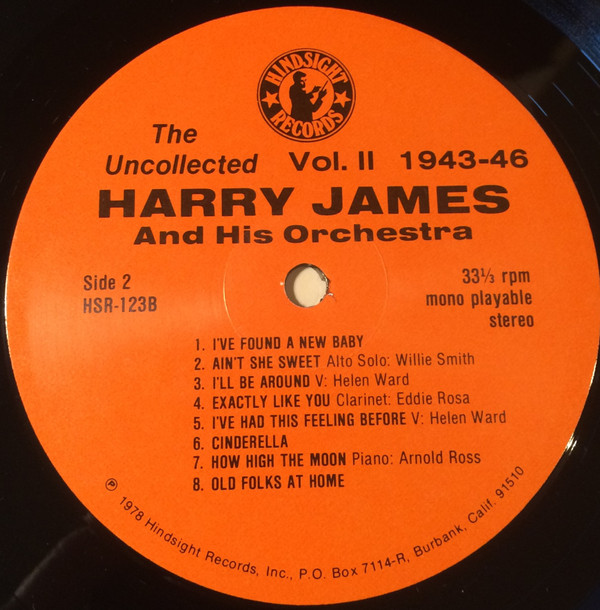 HINDSIGHT
RECORDS
The
Uncollected Vol. II 1943-46
HARRY JAMES
And His Orchestra
Side 2
HSR-123B
33⅓ rpm
mono playable
stereo
1. I'VE FOUND A NEW BABY
2. AIN'T SHE SWEET Alto Solo: Willie Smith
3. I'LL BE AROUND V: Helen Ward
4. EXACTLY LIKE YOU Clarinet: Eddie Rosa
5. I'VE HAD THIS FEELING BEFORE V: Helen Ward
6. CINDERELLA
7. HOW HIGH THE MOON Piano: Arnold Ross
8. OLD FOLKS AT HOME
℗ 1978 Hindsight Records, Inc., P.O. Box 7114-R, Burbank, Calif. 91510